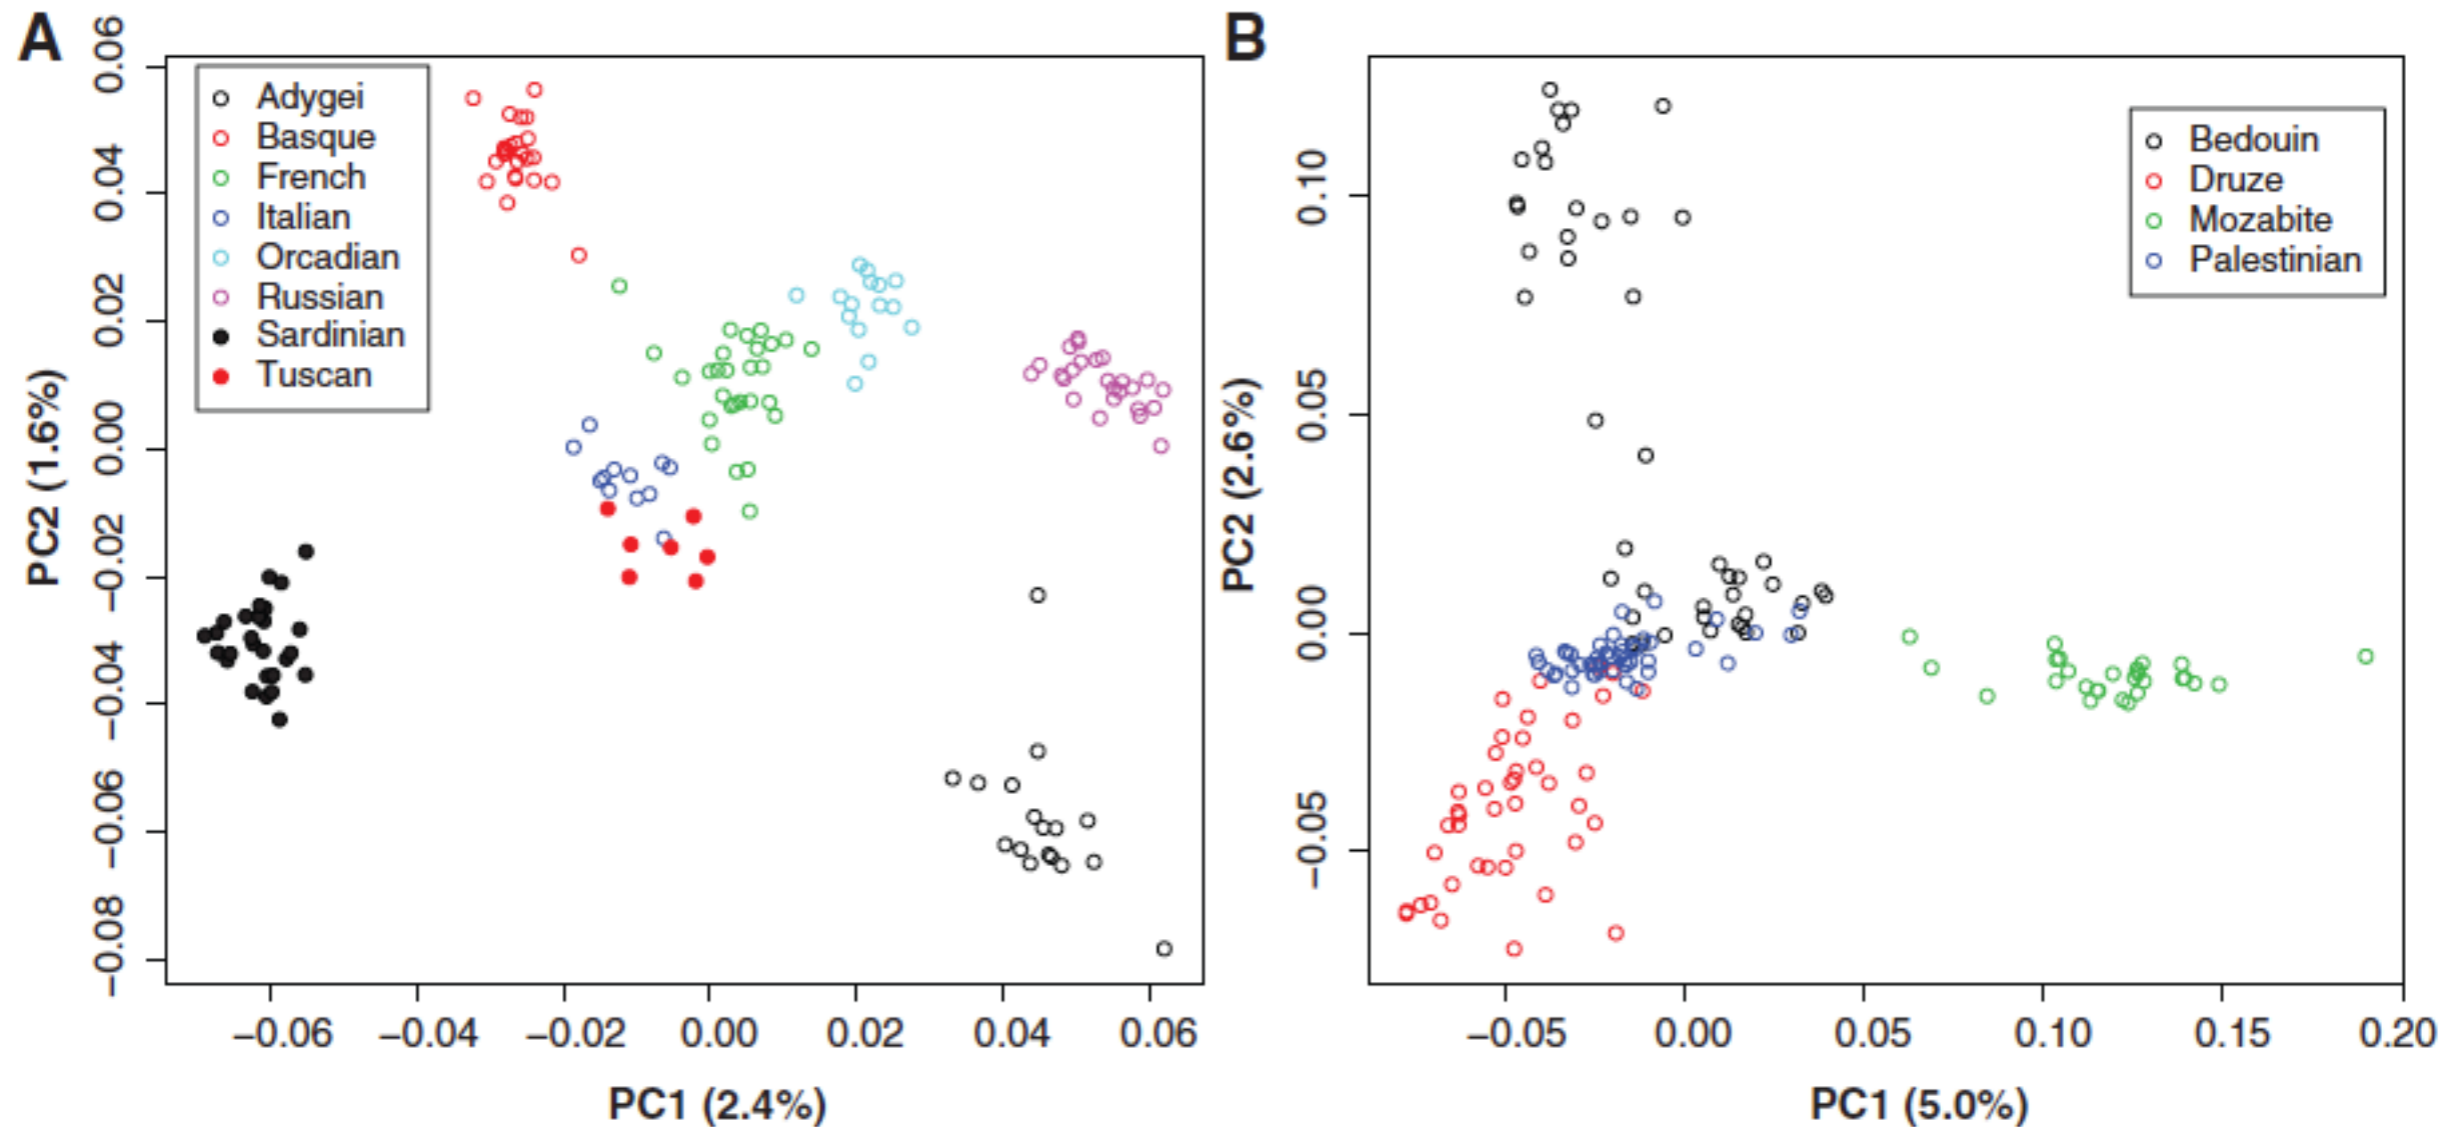 A
Adygei
Basque
French
Italian
Orcadian
Russian
Sardinian
Tuscan
0.06
0.04
0.02
0.00
−0.02
−0.04
−0.06
−0.08
PC2 (1.6%)
−0.06 −0.04 −0.02 0.00 0.02 0.04 0.06
PC1 (2.4%)
B
Bedouin
Druze
Mozabite
Palestinian
0.10
0.05
0.00
−0.05
PC2 (2.6%)
−0.05 0.00 0.05 0.10 0.15 0.20
PC1 (5.0%)